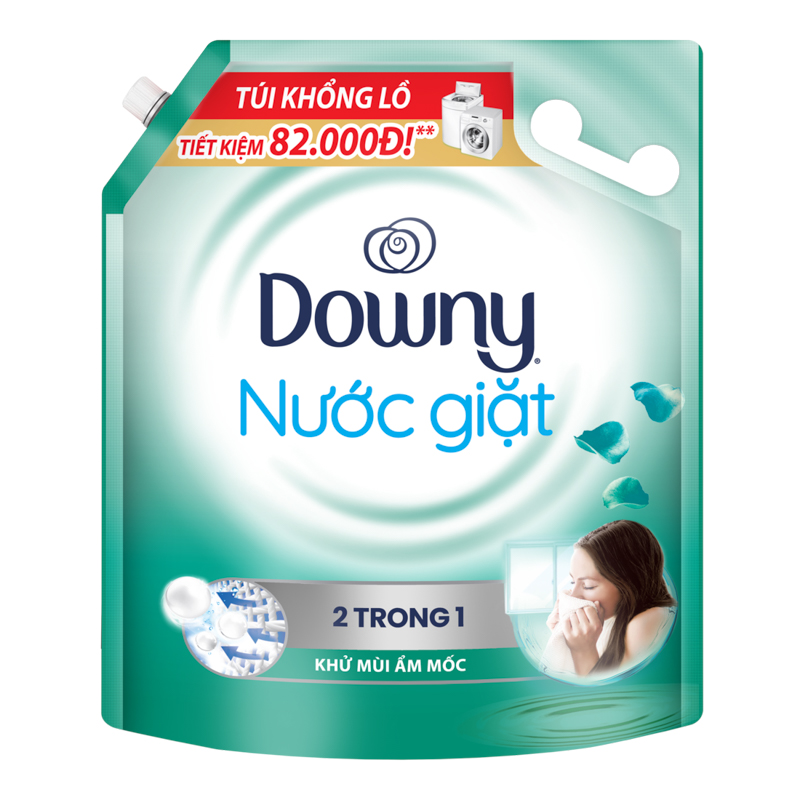 TÚI KHỔNG LỒ
TIẾT KIỆM 82.000Đ!**
Downy®
Nước giặt
2 TRONG 1
KHỬ MÙI ẨM MỐC